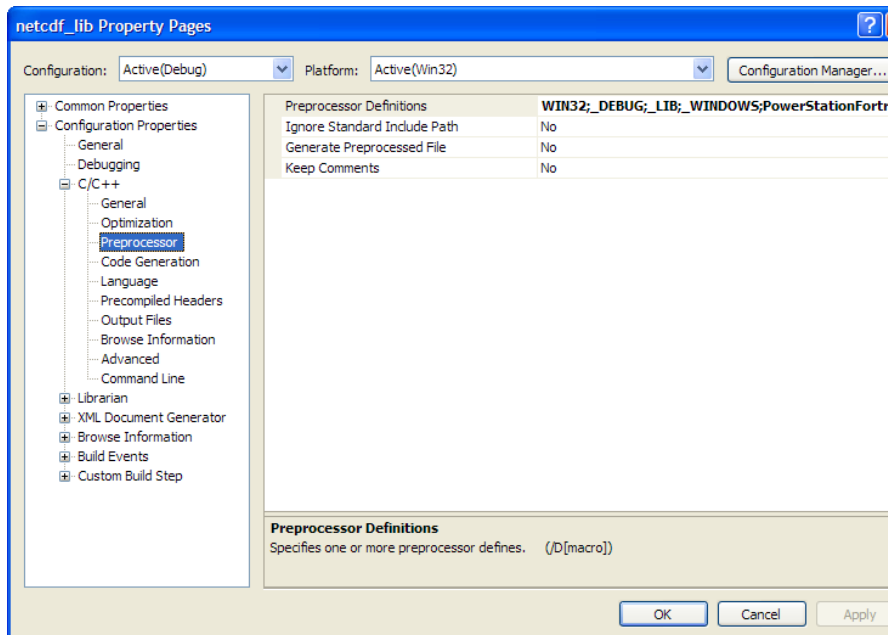 netcdf_lib Property Pages
?
Configuration: Active(Debug) Platform: Active(Win32) Configuration Manager...
Common Properties
Configuration Properties
General
Debugging
C/C++
General
Optimization
Preprocessor
Code Generation
Language
Precompiled Headers
Output Files
Browse Information
Advanced
Command Line
Librarian
XML Document Generator
Browse Information
Build Events
Custom Build Step
Preprocessor Definitions WIN32;_DEBUG;_LIB;_WINDOWS;PowerStationFortr
Ignore Standard Include Path No
Generate Preprocessed File No
Keep Comments No
Preprocessor Definitions
Specifies one or more preprocessor defines. (/D[macro])
OK Cancel Apply